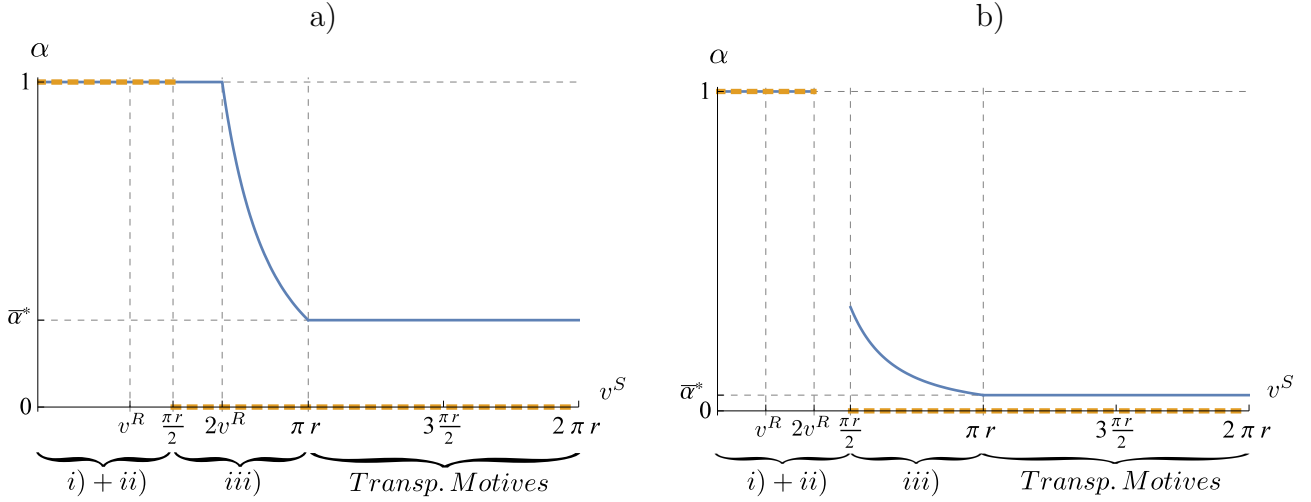 a)
α
1
ᾱ*
0
v^R πr/2 2v^R πr 3 πr/2 2πr
v^S
i) + ii) iii) Transp. Motives
b)
α
1
ᾱ*
0
v^R 2v^R πr/2 πr 3 πr/2 2πr
v^S
i) + ii) iii) Transp. Motives